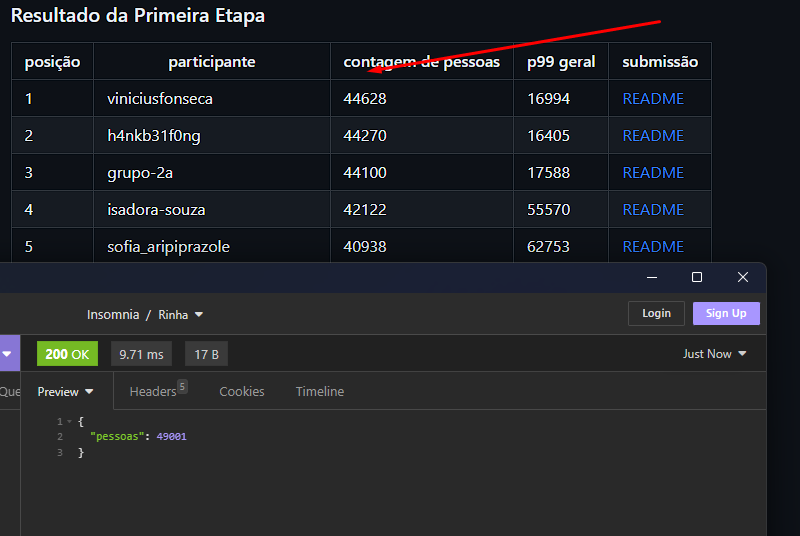 Resultado da Primeira Etapa
posição participante contagem de pessoas p99 geral submissão
1 viniciusfonseca 44628 16994 README
2 h4nkb31f0ng 44270 16405 README
3 grupo-2a 44100 17588 README
4 isadora-souza 42122 55570 README
5 sofia_aripiprazole 40938 62753 README
Insomnia / Rinha Login Sign Up
200 OK 9.71 ms 17 B Just Now
Que Preview Headers 5 Cookies Timeline
1 {
2 "pessoas": 49001
3 }